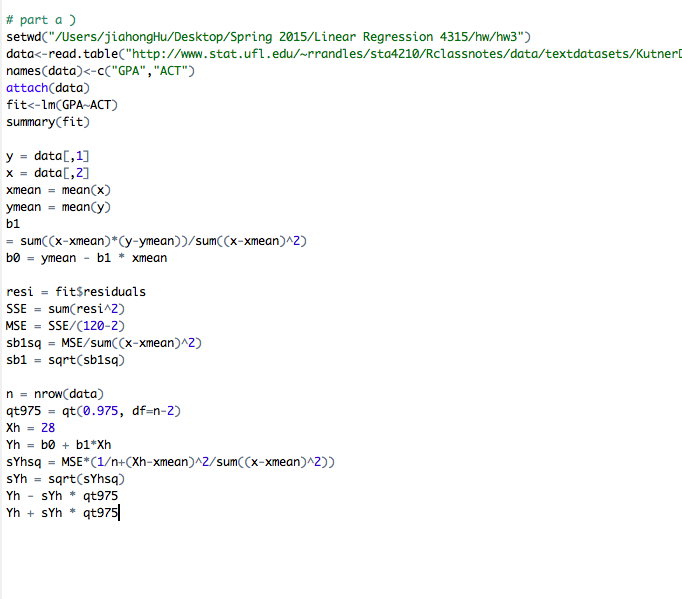 # part a )
setwd("/Users/jiahongHu/Desktop/Spring 2015/Linear Regression 4315/hw/hw3")
data<-read.table("http://www.stat.ufl.edu/~rrandles/sta4210/Rclassnotes/data/textdatasets/Kutner
names(data)<-c("GPA","ACT")
attach(data)
fit<-lm(GPA~ACT)
summary(fit)
y = data[,1]
x = data[,2]
xmean = mean(x)
ymean = mean(y)
b1
= sum((x-xmean)*(y-ymean))/sum((x-xmean)^2)
b0 = ymean - b1 * xmean
resi = fit$residuals
SSE = sum(resi^2)
MSE = SSE/(120-2)
sb1sq = MSE/sum((x-xmean)^2)
sb1 = sqrt(sb1sq)
n = nrow(data)
qt975 = qt(0.975, df=n-2)
Xh = 28
Yh = b0 + b1*Xh
sYhsq = MSE*(1/n+(Xh-xmean)^2/sum((x-xmean)^2))
sYh = sqrt(sYhsq)
Yh - sYh * qt975
Yh + sYh * qt975